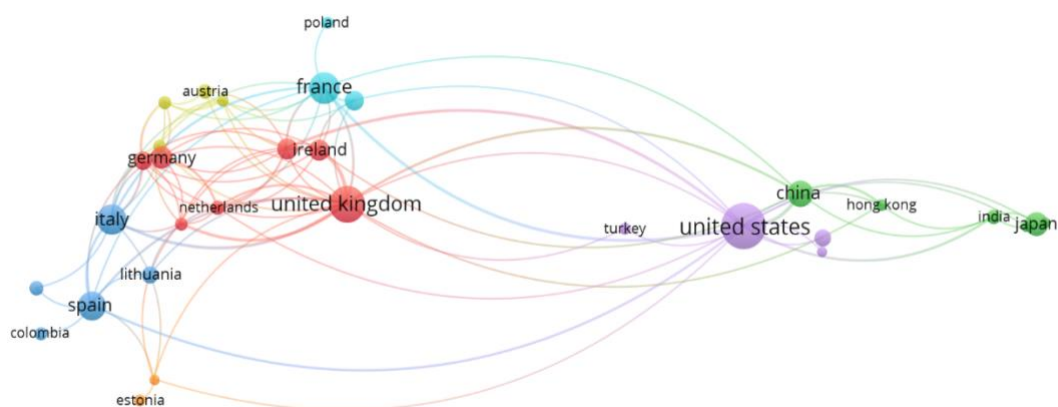 poland
france
austria
ireland
germany
netherlands
united kingdom
italy
lithuania
spain
colombia
estonia
turkey
united states
china
hong kong
india
japan